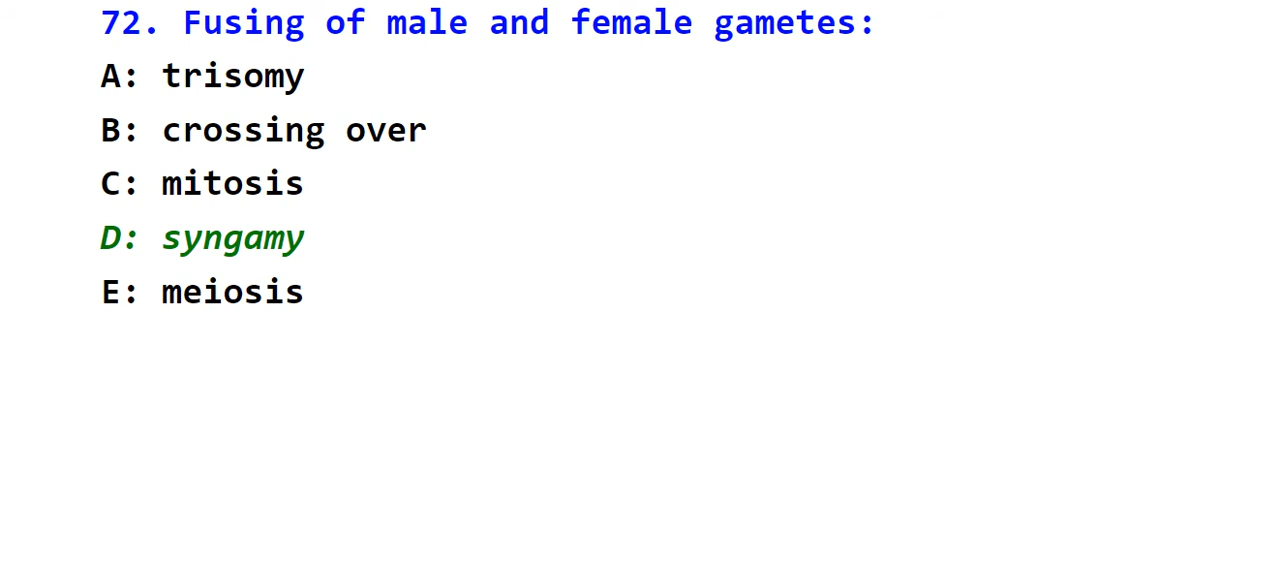 72. Fusing of male and female gametes:
A: trisomy
B: crossing over
C: mitosis
D: syngamy
E: meiosis